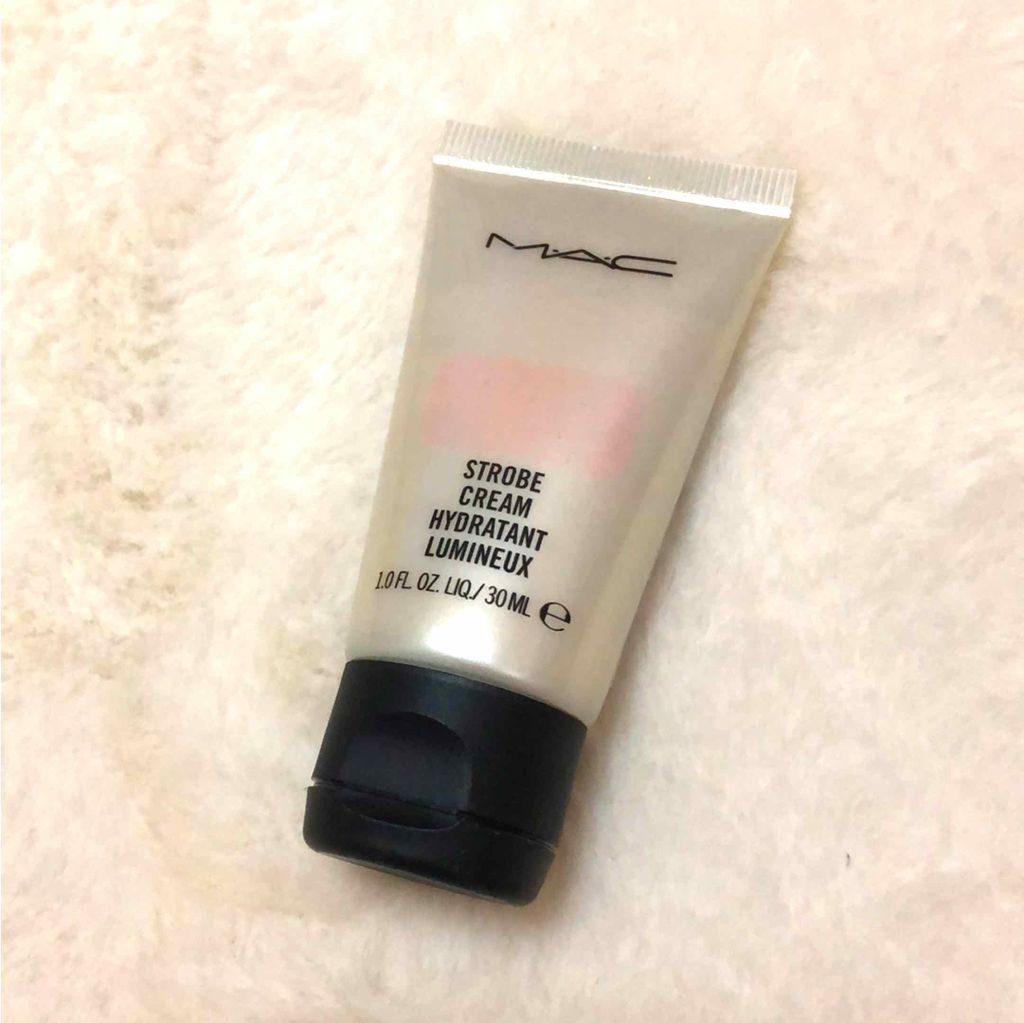 M·A·C
STROBE
CREAM
HYDRATANT
LUMINEUX
1.0 FL. OZ. LIQ./ 30 ML ℮